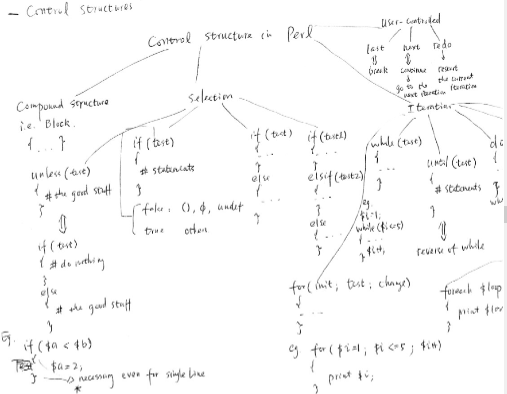 - Control structures
Control structure in Perl
User-controlled
last next redo
break continue restart
go to the next iteration
the current iteration
Compound structure
i.e. Block.
{ ... }
Selection
Iteration
unless (test)
{
# the good stuff
}
if (test)
{ # do nothing
}
else
{
# the good stuff
}
if (test)
{
# statements
}
false: (), ϕ, undef
true others.
if (test)
{
...
}
else
{
...
}
if (test1)
{
...
}
elsif (test2)
{
...
}
else
{ ...
}
while (test)
{
...
}
eg
$i=1;
while ($i<=5)
{ ...
$i++;
}
until (test)
{
# statements
}
reverse of while
do
{
...
}
for (init; test; change)
{
...
}
eg for ($i=1; $i <=5; $i++)
{
print $i;
}
foreach $loop
{
print $
}
Eg.
if ($a < $b)
{
$a=2;
} necessary even for single line
*